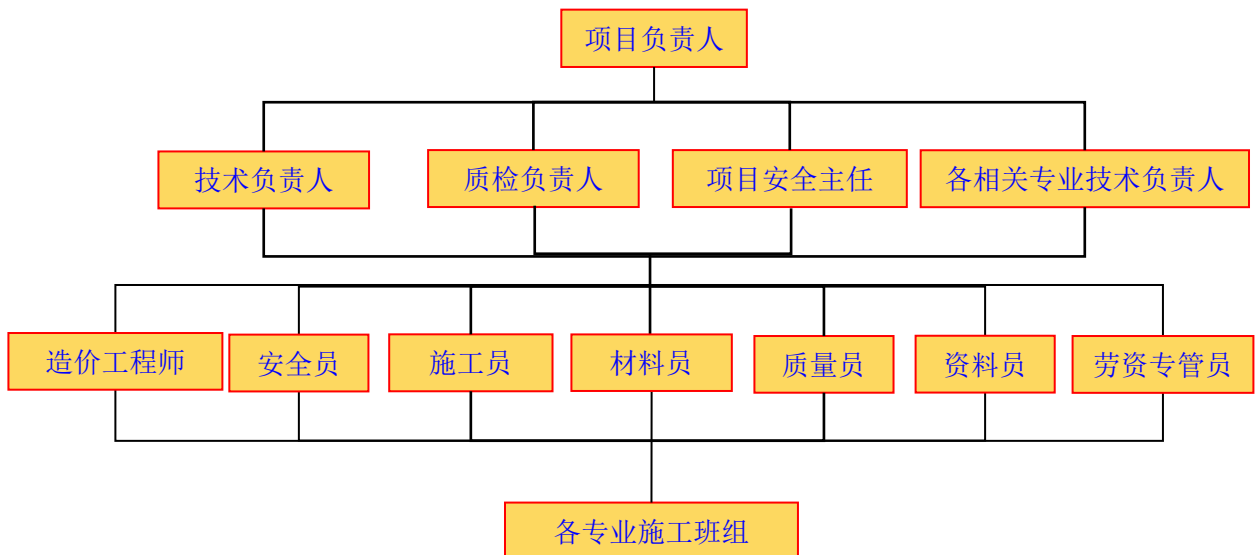 项目负责人
技术负责人
质检负责人
项目安全主任
各相关专业技术负责人
造价工程师
安全员
施工员
材料员
质量员
资料员
劳资专管员
各专业施工班组